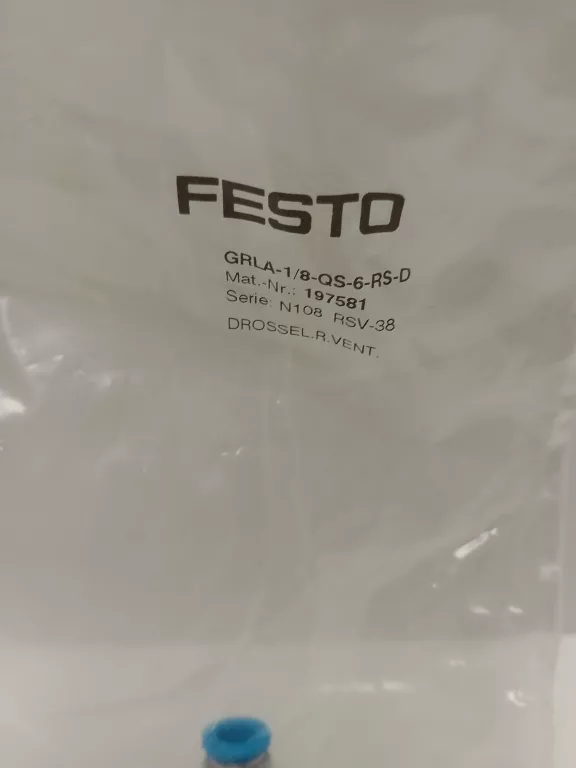 FESTO
GRLA-1/8-QS-6-RS-D
Mat.-Nr.: 197581
Serie: N108 RSV-38
DROSSEL.R.VENT.